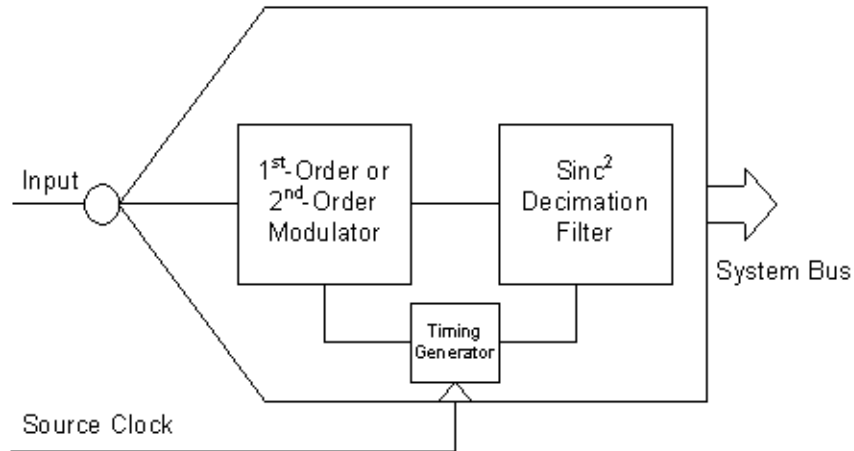 Input
1st-Order or
2nd-Order
Modulator
Sinc2
Decimation
Filter
System Bus
Timing
Generator
Source Clock